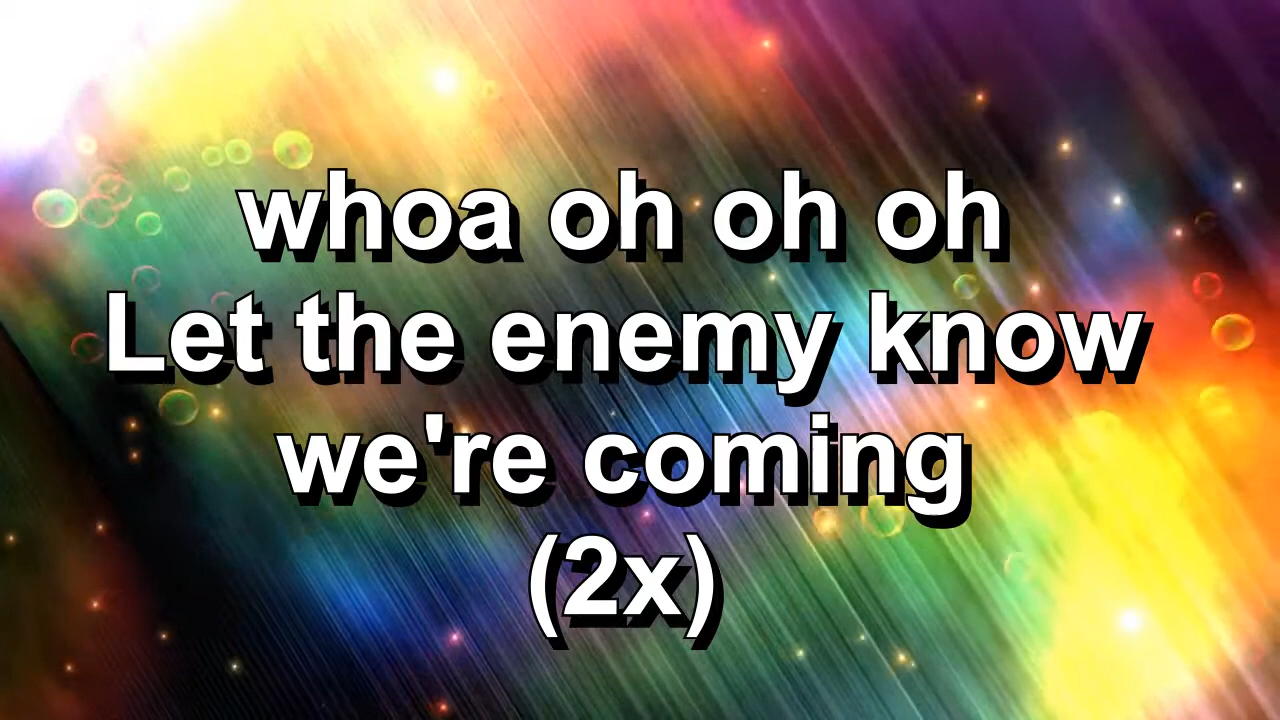 whoa oh oh oh
Let the enemy know
we're coming
(2x)